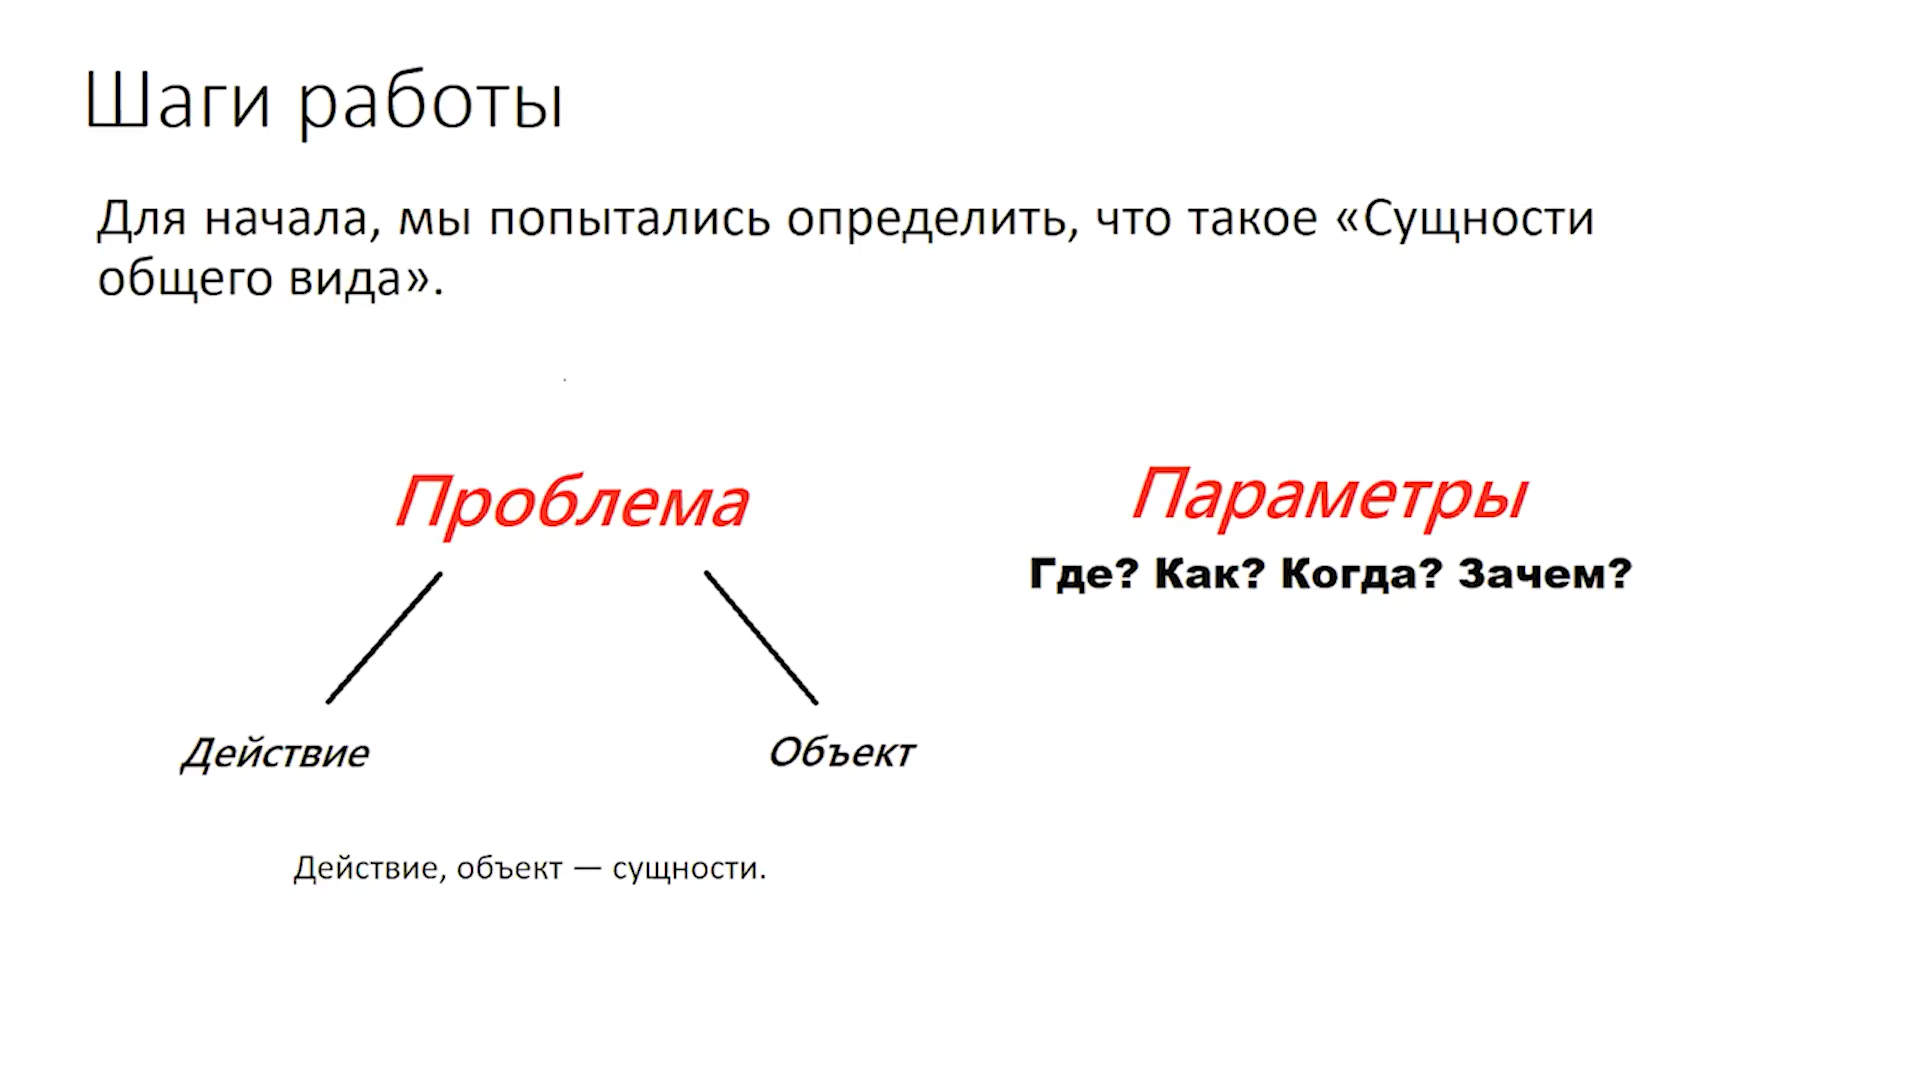 Шаги работы
Для начала, мы попытались определить, что такое «Сущности
общего вида».
Проблема
Действие
Объект
Действие, объект — сущности.
Параметры
Где? Как? Когда? Зачем?